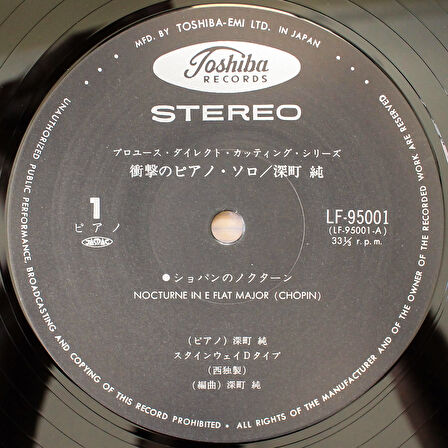 MFD. BY TOSHIBA-EMI LTD. IN JAPAN
Toshiba
RECORDS
STEREO
プロユース・ダイレクト・カッティング・シリーズ
衝撃のピアノ・ソロ/深町 純
1
ピアノ
JASRAC
LF-95001
(LF-95001-A)
33⅓ r.p.m.
●ショパンのノクターン
NOCTURNE IN E FLAT MAJOR (CHOPIN)
(ピアノ) 深町 純
スタインウェイDタイプ
(西独製)
(編曲) 深町 純
UNAUTHORIZED PUBLIC PERFORMANCE, BROADCASTING AND COPYING OF THIS RECORD PROHIBITED • ALL RIGHTS OF THE MANUFACTURER AND OF THE OWNER OF THE RECORDED WORK ARE RESERVED